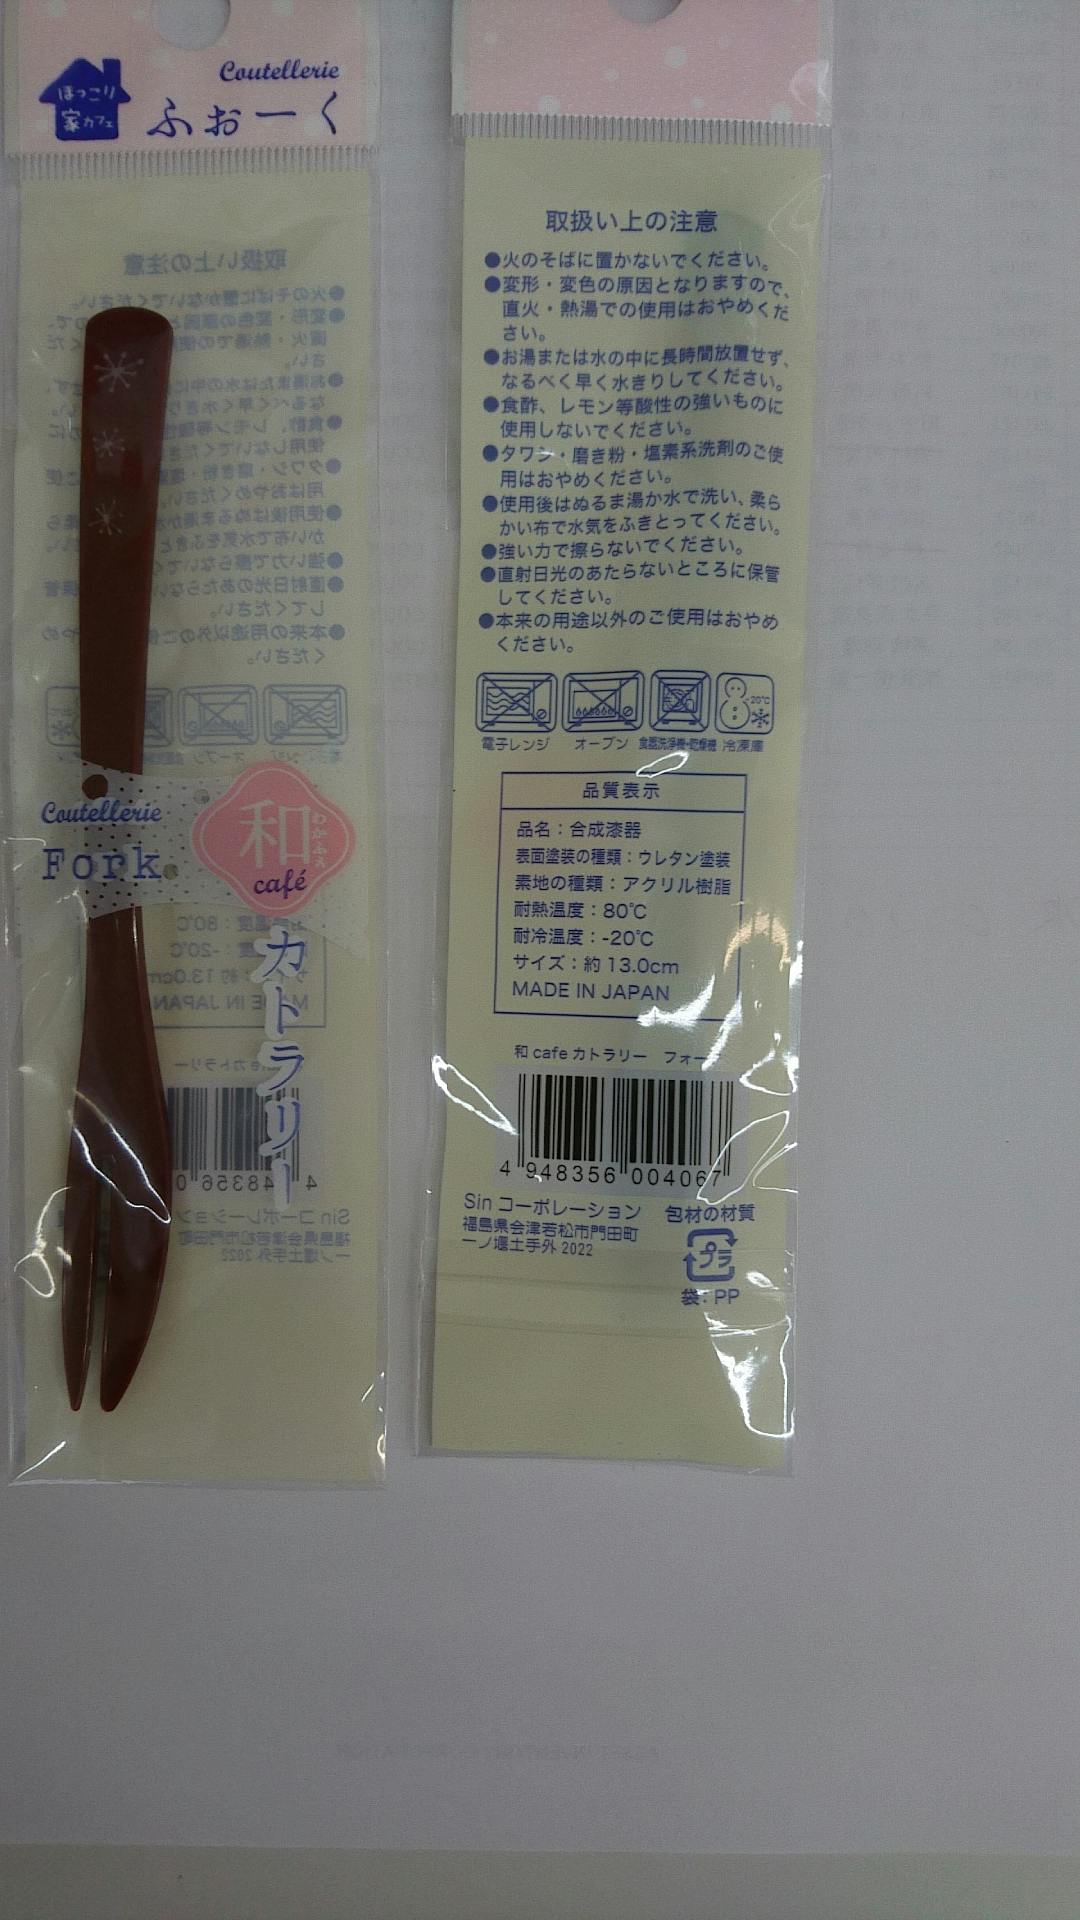 Coutellerie
ほっこり
家カフェ
ふぉーく
Coutellerie
Fork
和
わかふぇ
café
カトラリー
取扱い上の注意
●火のそばに置かないでください。
●変形・変色の原因となりますので、
直火・熱湯での使用はおやめくだ
さい。
●お湯または水の中に長時間放置せず、
なるべく早く水きりしてください。
●食酢、レモン等酸性の強いものに
使用しないでください。
●タワシ・磨き粉・塩素系洗剤のご使
用はおやめください。
●使用後はぬるま湯か水で洗い、柔ら
かい布で水気をふきとってください。
●強い力で擦らないでください。
●直射日光のあたらないところに保管
してください。
●本来の用途以外のご使用はおやめ
ください。
-20℃
電子レンジ オーブン 食器洗浄機・乾燥機 冷凍庫
品質表示
品名：合成漆器
表面塗装の種類：ウレタン塗装
素地の種類：アクリル樹脂
耐熱温度：80℃
耐冷温度：-20℃
サイズ：約13.0cm
MADE IN JAPAN
和cafeカトラリー フォーク
4 948356 004067
Sinコーポレーション
福島県会津若松市門田町
一ノ堰土手外2022
包材の材質
プラ
袋：PP